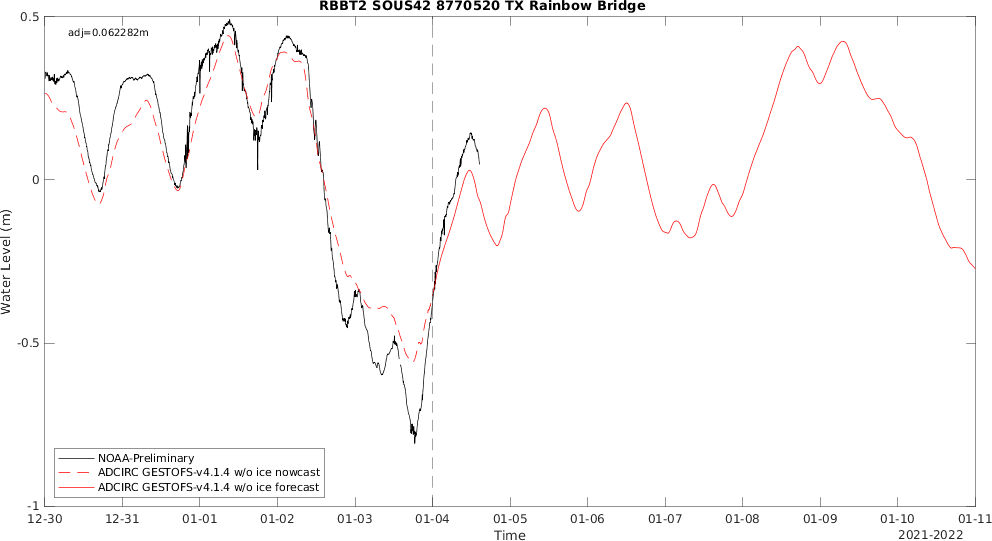 RBBT2 SOUS42 8770520 TX Rainbow Bridge
adj=0.062282m
0.5
0
-0.5
-1
Water Level (m)
NOAA-Preliminary
ADCIRC GESTOFS-v4.1.4 w/o ice nowcast
ADCIRC GESTOFS-v4.1.4 w/o ice forecast
12-30 12-31 01-01 01-02 01-03 01-04 01-05 01-06 01-07 01-08 01-09 01-10 01-11
Time
2021-2022